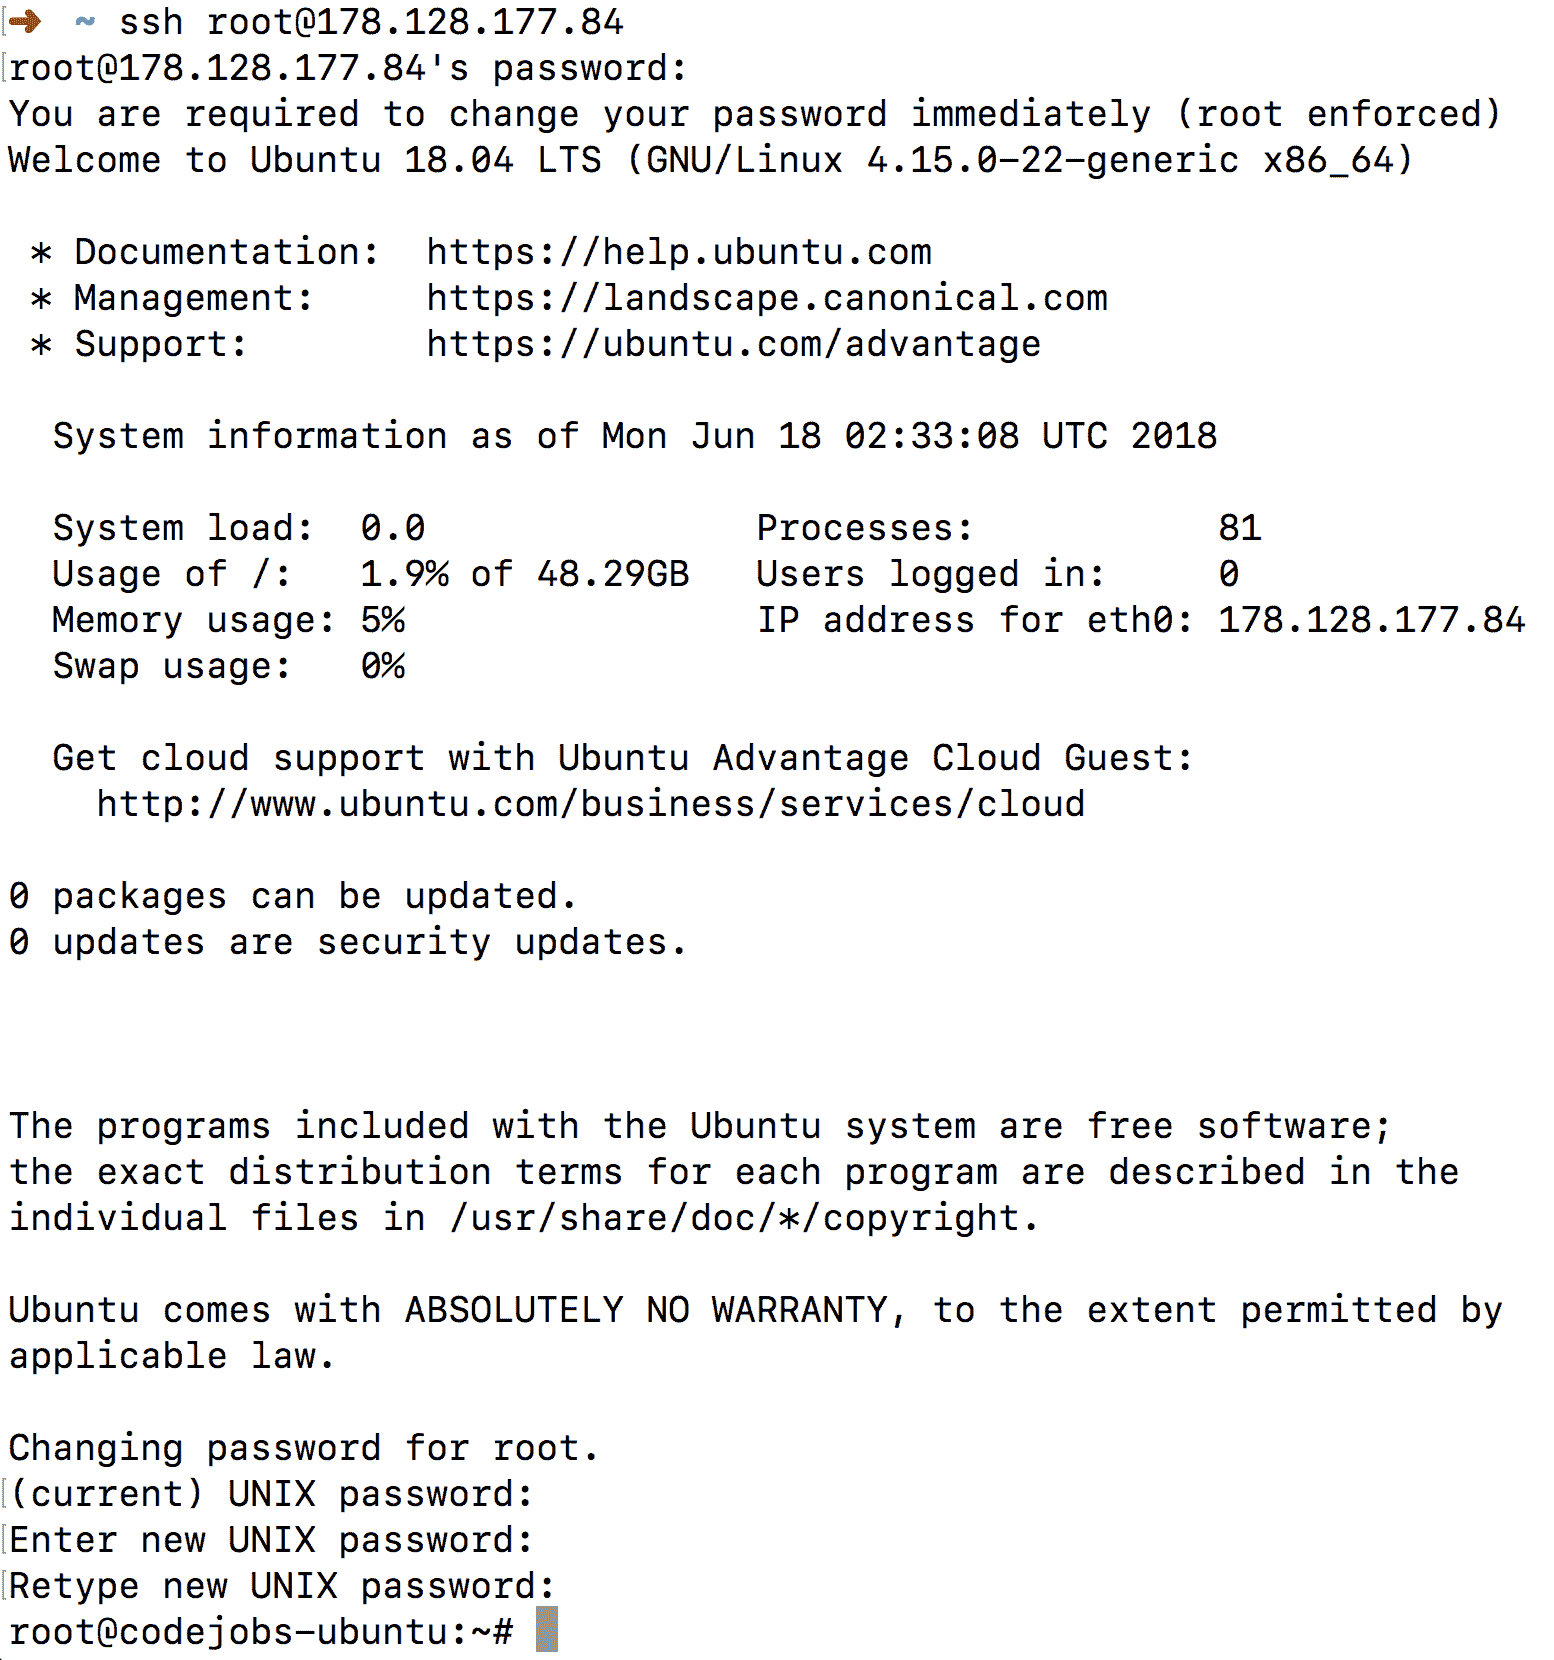 ➜  ~ ssh root@178.128.177.84
root@178.128.177.84's password:
You are required to change your password immediately (root enforced)
Welcome to Ubuntu 18.04 LTS (GNU/Linux 4.15.0-22-generic x86_64)

 * Documentation:  https://help.ubuntu.com
 * Management:     https://landscape.canonical.com
 * Support:        https://ubuntu.com/advantage

  System information as of Mon Jun 18 02:33:08 UTC 2018

  System load:  0.0               Processes:           81
  Usage of /:   1.9% of 48.29GB   Users logged in:     0
  Memory usage: 5%                IP address for eth0: 178.128.177.84
  Swap usage:   0%

  Get cloud support with Ubuntu Advantage Cloud Guest:
    http://www.ubuntu.com/business/services/cloud

0 packages can be updated.
0 updates are security updates.

The programs included with the Ubuntu system are free software;
the exact distribution terms for each program are described in the
individual files in /usr/share/doc/*/copyright.

Ubuntu comes with ABSOLUTELY NO WARRANTY, to the extent permitted by
applicable law.

Changing password for root.
(current) UNIX password:
Enter new UNIX password:
Retype new UNIX password:
root@codejobs-ubuntu:~#